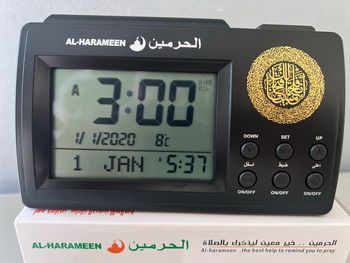 AL-HARAMEEN الحرمين
A 3:00
1/1/2020 8°c
1 JAN 5:37
DOWN SET UP
ضبط
ON/OFF ON/OFF ON/OFF
AL-HARAMEEN الحرمين
الحرمين ... خير معين ليذكرك بالصلاة
AL-HARAMEEN ..the best help to remind you to pray